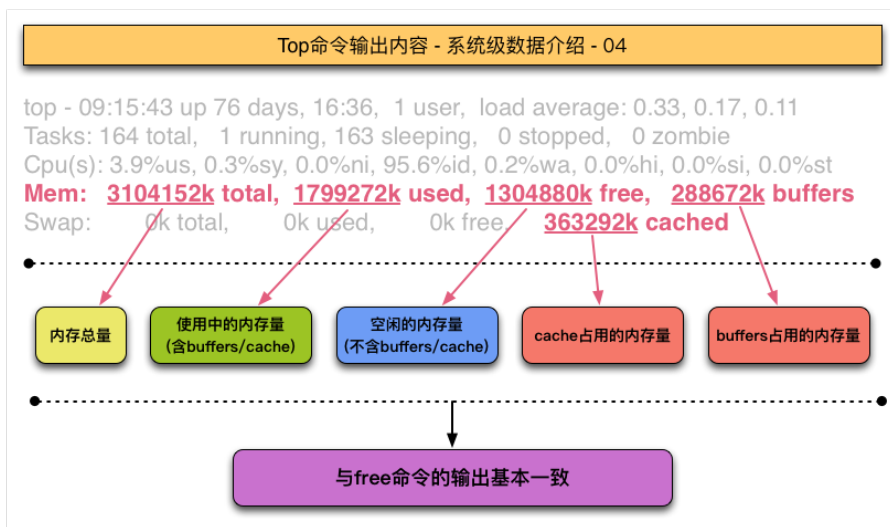 Top命令输出内容 - 系统级数据介绍 - 04
top - 09:15:43 up 76 days, 16:36,  1 user,  load average: 0.33, 0.17, 0.11
Tasks: 164 total,   1 running, 163 sleeping,   0 stopped,   0 zombie
Cpu(s): 3.9%us, 0.3%sy, 0.0%ni, 95.6%id, 0.2%wa, 0.0%hi, 0.0%si, 0.0%st
Mem:   3104152k total,  1799272k used,  1304880k free,   288672k buffers
Swap:        0k total,        0k used,        0k free,    363292k cached
内存总量
使用中的内存量
(含buffers/cache)
空闲的内存量
(不含buffers/cache)
cache占用的内存量
buffers占用的内存量
与free命令的输出基本一致